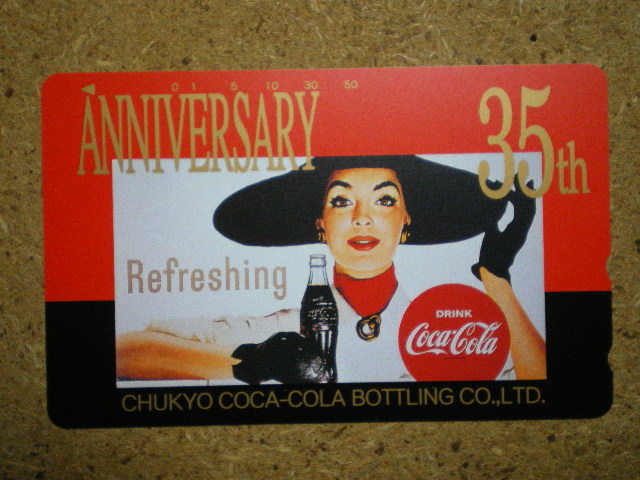 0 1 5 10 30 50
ANNIVERSARY
35th
Refreshing
DRINK
Coca-Cola
CHUKYO COCA-COLA BOTTLING CO.,LTD.